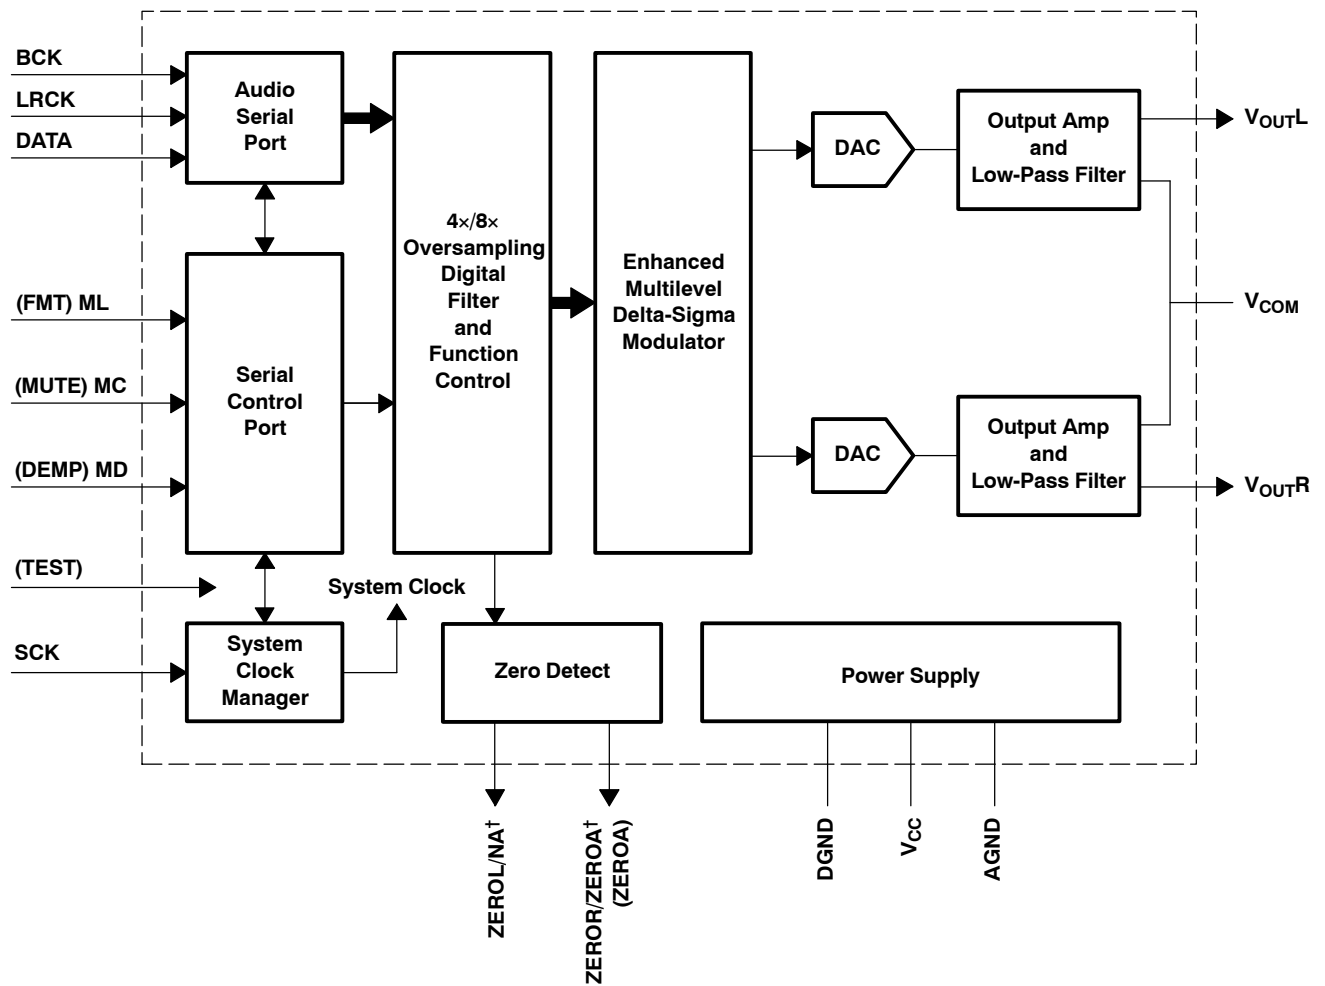 BCK
LRCK
DATA
Audio
Serial
Port
(FMT) ML
(MUTE) MC
(DEMP) MD
Serial
Control
Port
(TEST)
SCK
System
Clock
Manager
System Clock
4×/8×
Oversampling
Digital
Filter
and
Function
Control
Enhanced
Multilevel
Delta-Sigma
Modulator
DAC
Output Amp
and
Low-Pass Filter
VOUTL
VCOM
DAC
Output Amp
and
Low-Pass Filter
VOUTR
Zero Detect
Power Supply
ZEROL/NA†
ZEROR/ZEROA†
(ZEROA)
DGND
VCC
AGND